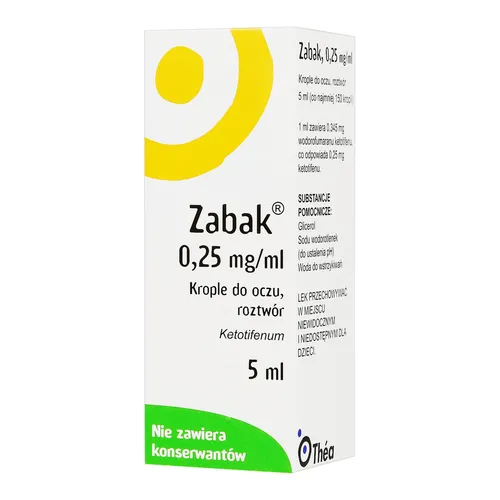 Zabak®
0,25 mg/ml
Krople do oczu,
roztwór
Ketotifenum
5 ml
Nie zawiera
konserwantów
Zabak, 0,25 mg/ml
Krople do oczu, roztwór
5 ml (co najmniej 150 kropli)
1 ml zawiera 0,345 mg
wodorofumaranu ketotifenu,
co odpowiada 0,25 mg
ketotifenu.
SUBSTANCJE
POMOCNICZE:
Glicerol
Sodu wodorotlenek
(do ustalenia pH)
Woda do wstrzykiwań
LEK PRZECHOWYWAĆ
W MIEJSCU
NIEWIDOCZNYM
I NIEDOSTĘPNYM DLA
DZIECI.
Théa